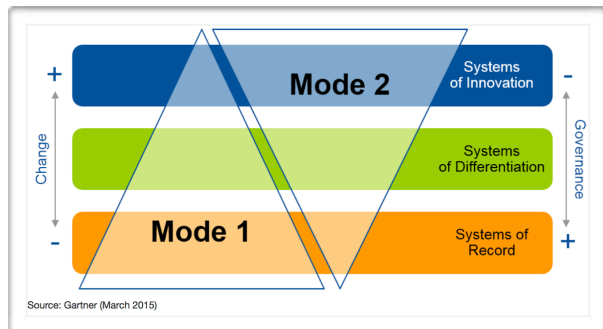 +
Mode 2
Systems
of Innovation
-
Change
Systems
of Differentiation
Governance
-
Mode 1
Systems of
Record
+
Source: Gartner (March 2015)